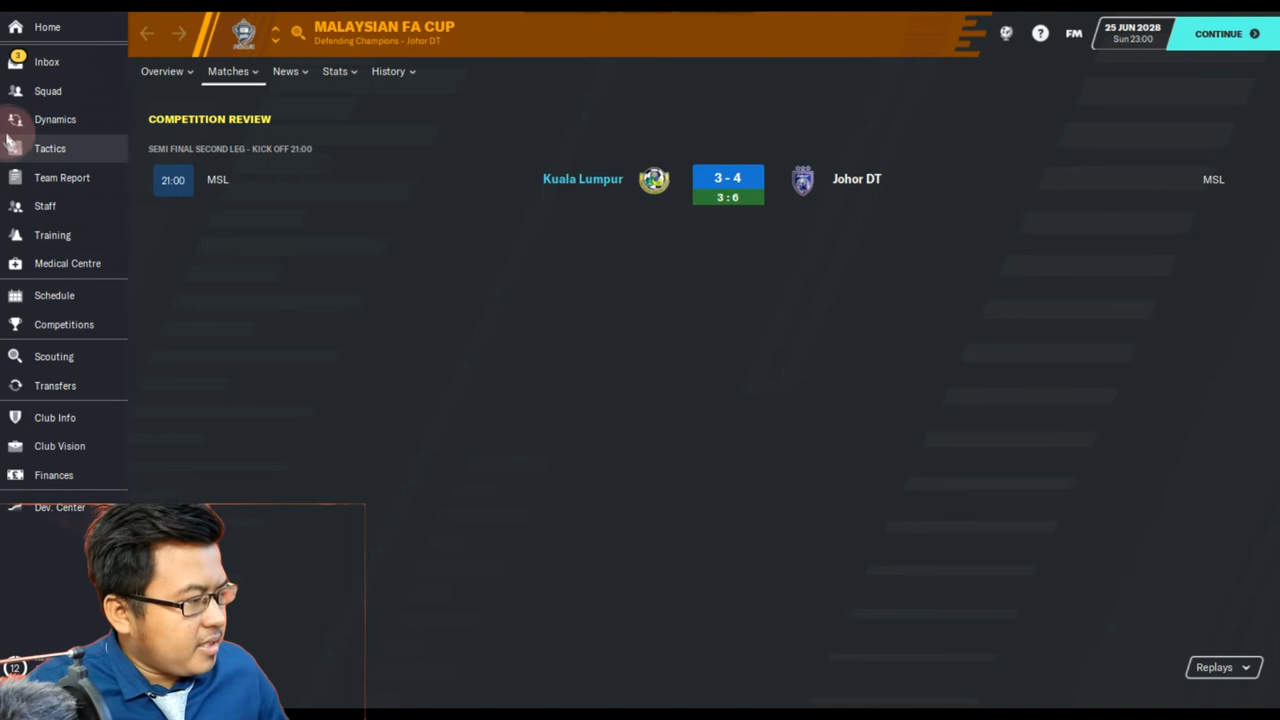 Home
MALAYSIAN FA CUP
Defending Champions - Johor DT
?
FM
25 JUN 2028
Sun 23:00
CONTINUE
3
Inbox
Squad
Dynamics
Tactics
Team Report
Staff
Training
Medical Centre
Schedule
Competitions
Scouting
Transfers
Club Info
Club Vision
Finances
Dev. Center
Overview
Matches
News
Stats
History
COMPETITION REVIEW
SEMI FINAL SECOND LEG - KICK OFF 21:00
21:00 MSL Kuala Lumpur 3 - 4 Johor DT MSL
3 : 6
12
Replays